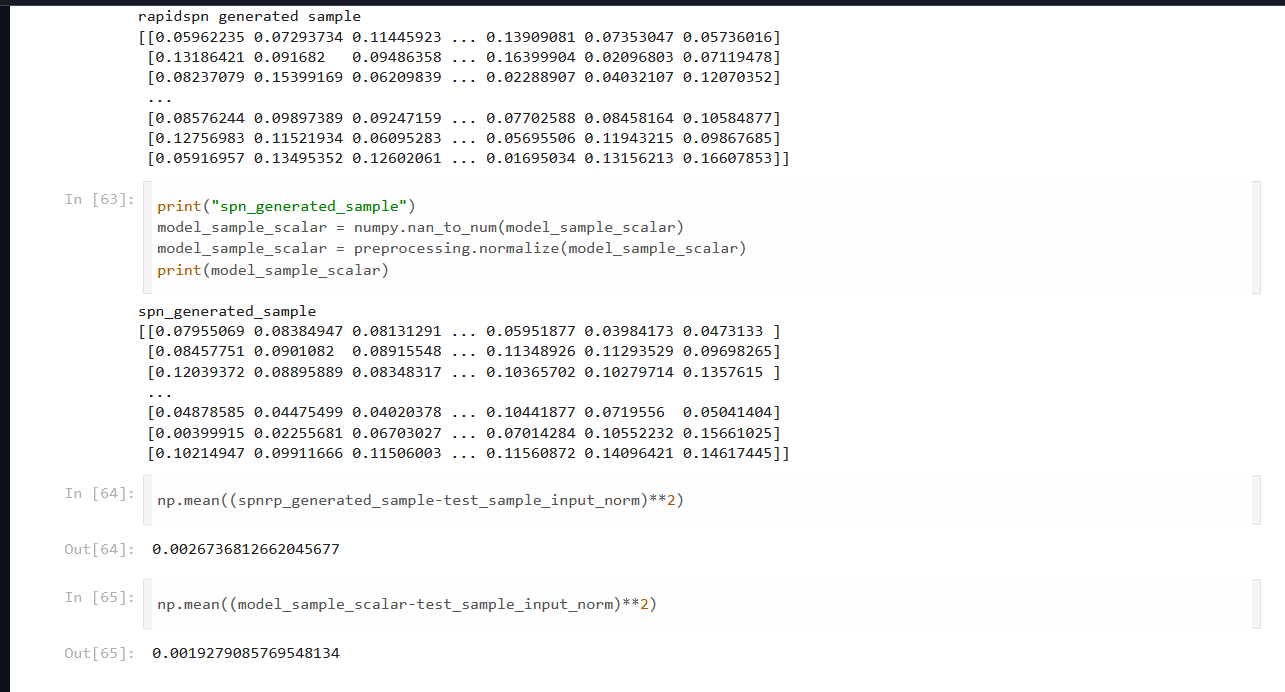 rapidspn generated sample
[[0.05962235 0.07293734 0.11445923 ... 0.13909081 0.07353047 0.05736016]
[0.13186421 0.091682   0.09486358 ... 0.16399904 0.02096803 0.07119478]
[0.08237079 0.15399169 0.06209839 ... 0.02288907 0.04032107 0.12070352]
...
[0.08576244 0.09897389 0.09247159 ... 0.07702588 0.08458164 0.10584877]
[0.12756983 0.11521934 0.06095283 ... 0.05695506 0.11943215 0.09867685]
[0.05916957 0.13495352 0.12602061 ... 0.01695034 0.13156213 0.16607853]]
In [63]:
print("spn_generated_sample")
model_sample_scalar = numpy.nan_to_num(model_sample_scalar)
model_sample_scalar = preprocessing.normalize(model_sample_scalar)
print(model_sample_scalar)
spn_generated_sample
[[0.07955069 0.08384947 0.08131291 ... 0.05951877 0.03984173 0.0473133 ]
[0.08457751 0.0901082  0.08915548 ... 0.11348926 0.11293529 0.09698265]
[0.12039372 0.08895889 0.08348317 ... 0.10365702 0.10279714 0.1357615 ]
...
[0.04878585 0.04475499 0.04020378 ... 0.10441877 0.0719556  0.05041404]
[0.00399915 0.02255681 0.06703027 ... 0.07014284 0.10552232 0.15661025]
[0.10214947 0.09911666 0.11506003 ... 0.11560872 0.14096421 0.14617445]]
In [64]:
np.mean((spnrp_generated_sample-test_sample_input_norm)**2)
Out[64]: 0.0026736812662045677
In [65]:
np.mean((model_sample_scalar-test_sample_input_norm)**2)
Out[65]: 0.0019279085769548134